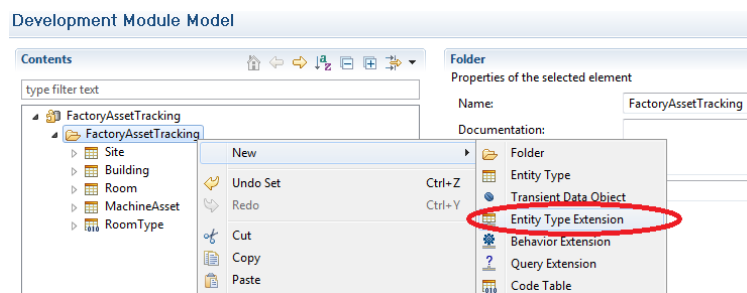 Development Module Model
Contents
type filter text
FactoryAssetTracking
FactoryAssetTracking
Site
Building
Room
MachineAsset
RoomType
New
Undo Set Ctrl+Z
Redo Ctrl+Y
Cut
Copy
Paste
Folder
Entity Type
Transient Data Object
Entity Type Extension
Behavior Extension
Query Extension
Code Table
Folder
Properties of the selected element
Name: FactoryAssetTracking
Documentation: